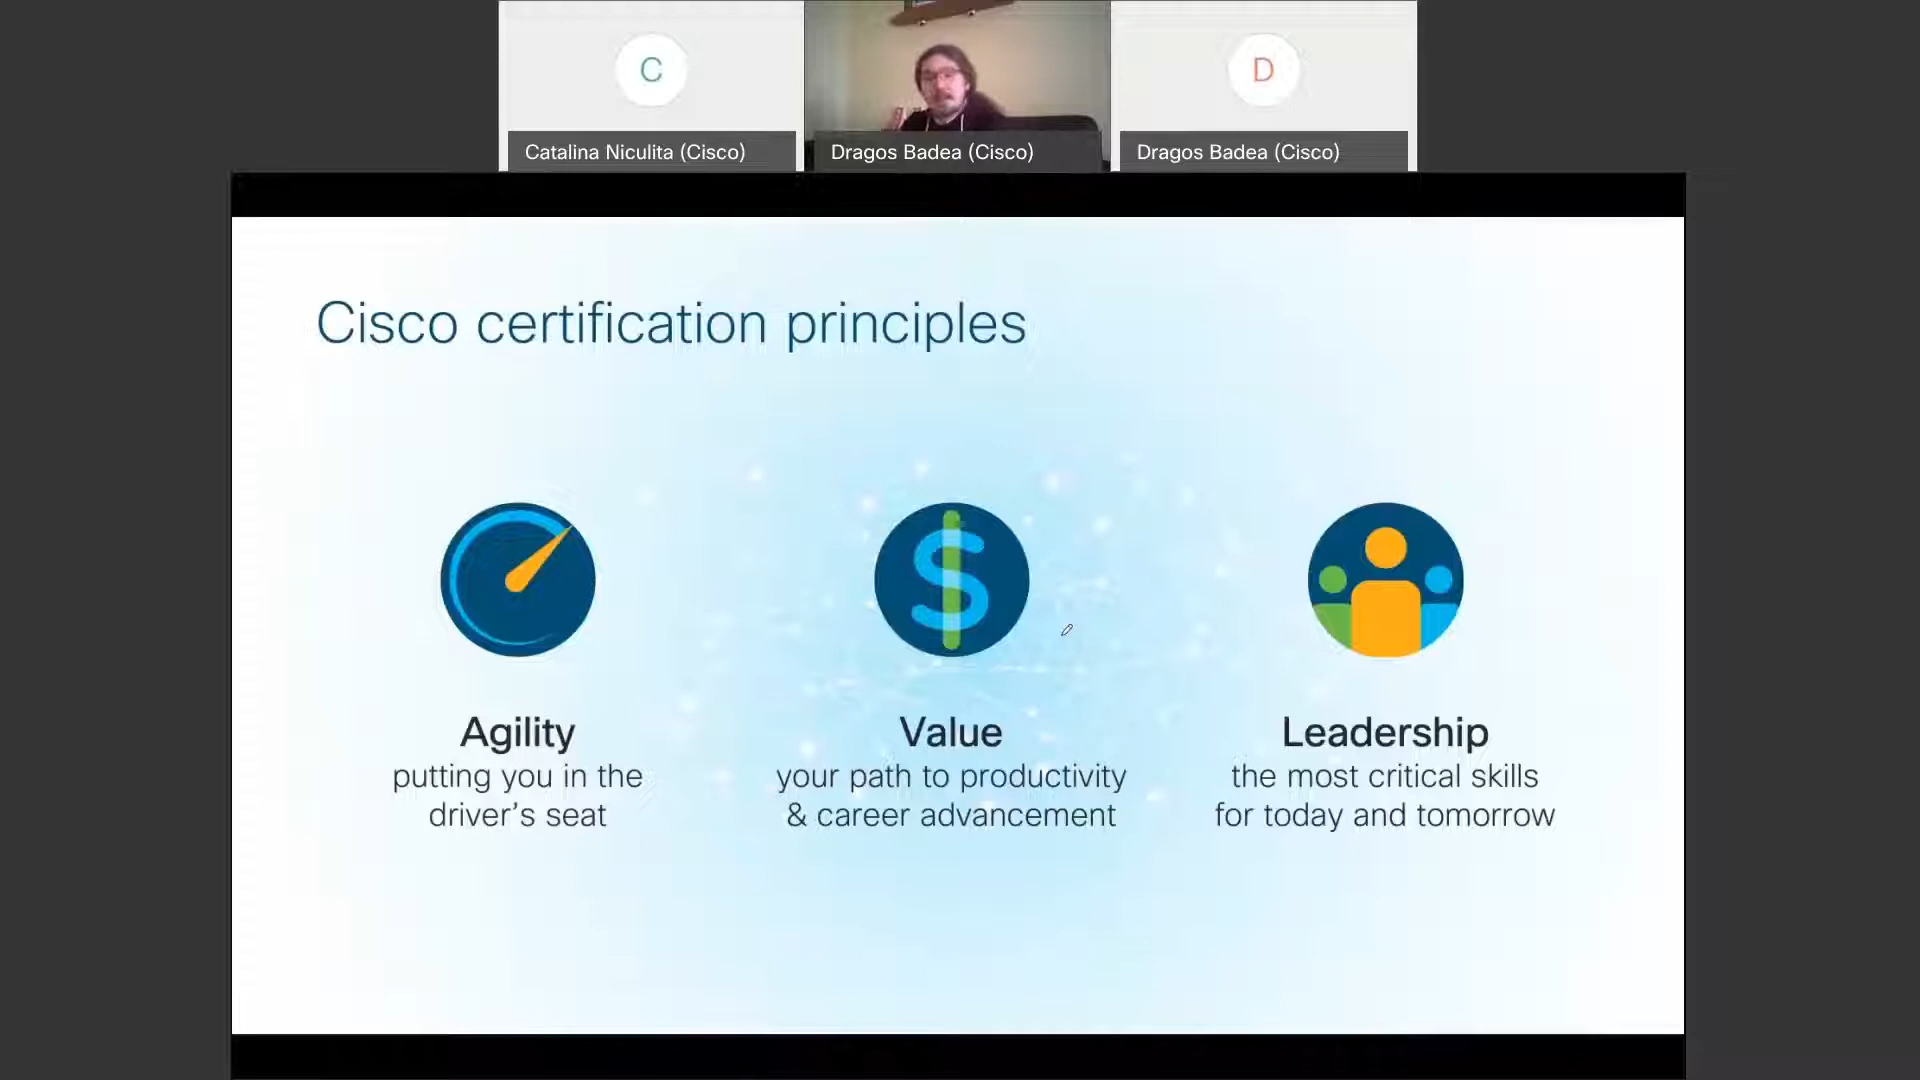 C
D
Catalina Niculita (Cisco)
Dragos Badea (Cisco)
Dragos Badea (Cisco)
Cisco certification principles
Agility
putting you in the
driver's seat
Value
your path to productivity
& career advancement
Leadership
the most critical skills
for today and tomorrow